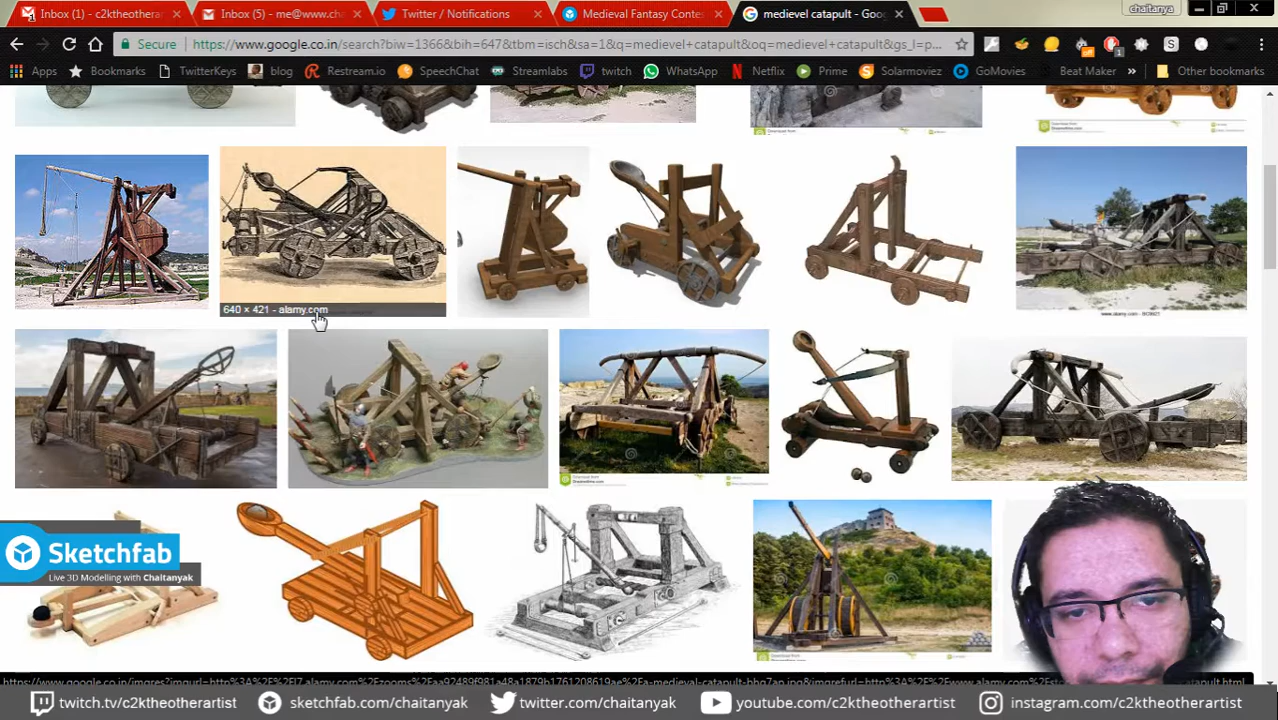 Inbox (1) - c2ktheotherar
Inbox (5) - me@www.cha
Twitter / Notifications
Medieval Fantasy Contes
medievel catapult - Goo
chaitanya
Secure
https://www.google.co.in/search?biw=1366&bih=647&tbm=isch&sa=1&q=medievel+catapult&oq=medievel+catapult&gs_l=p...
Apps
Bookmarks
TwitterKeys
blog
Restream.io
SpeechChat
Streamlabs
twitch
WhatsApp
Netflix
Prime
Solarmoviez
GoMovies
Beat Maker
»
Other bookmarks
640 × 421 - alamy.com
Sketchfab
Live 3D Modelling with Chaitanyak
twitch.tv/c2ktheotherartist
sketchfab.com/chaitanyak
twitter.com/chaitanyak
youtube.com/c2ktheotherartist
instagram.com/c2ktheotherartist